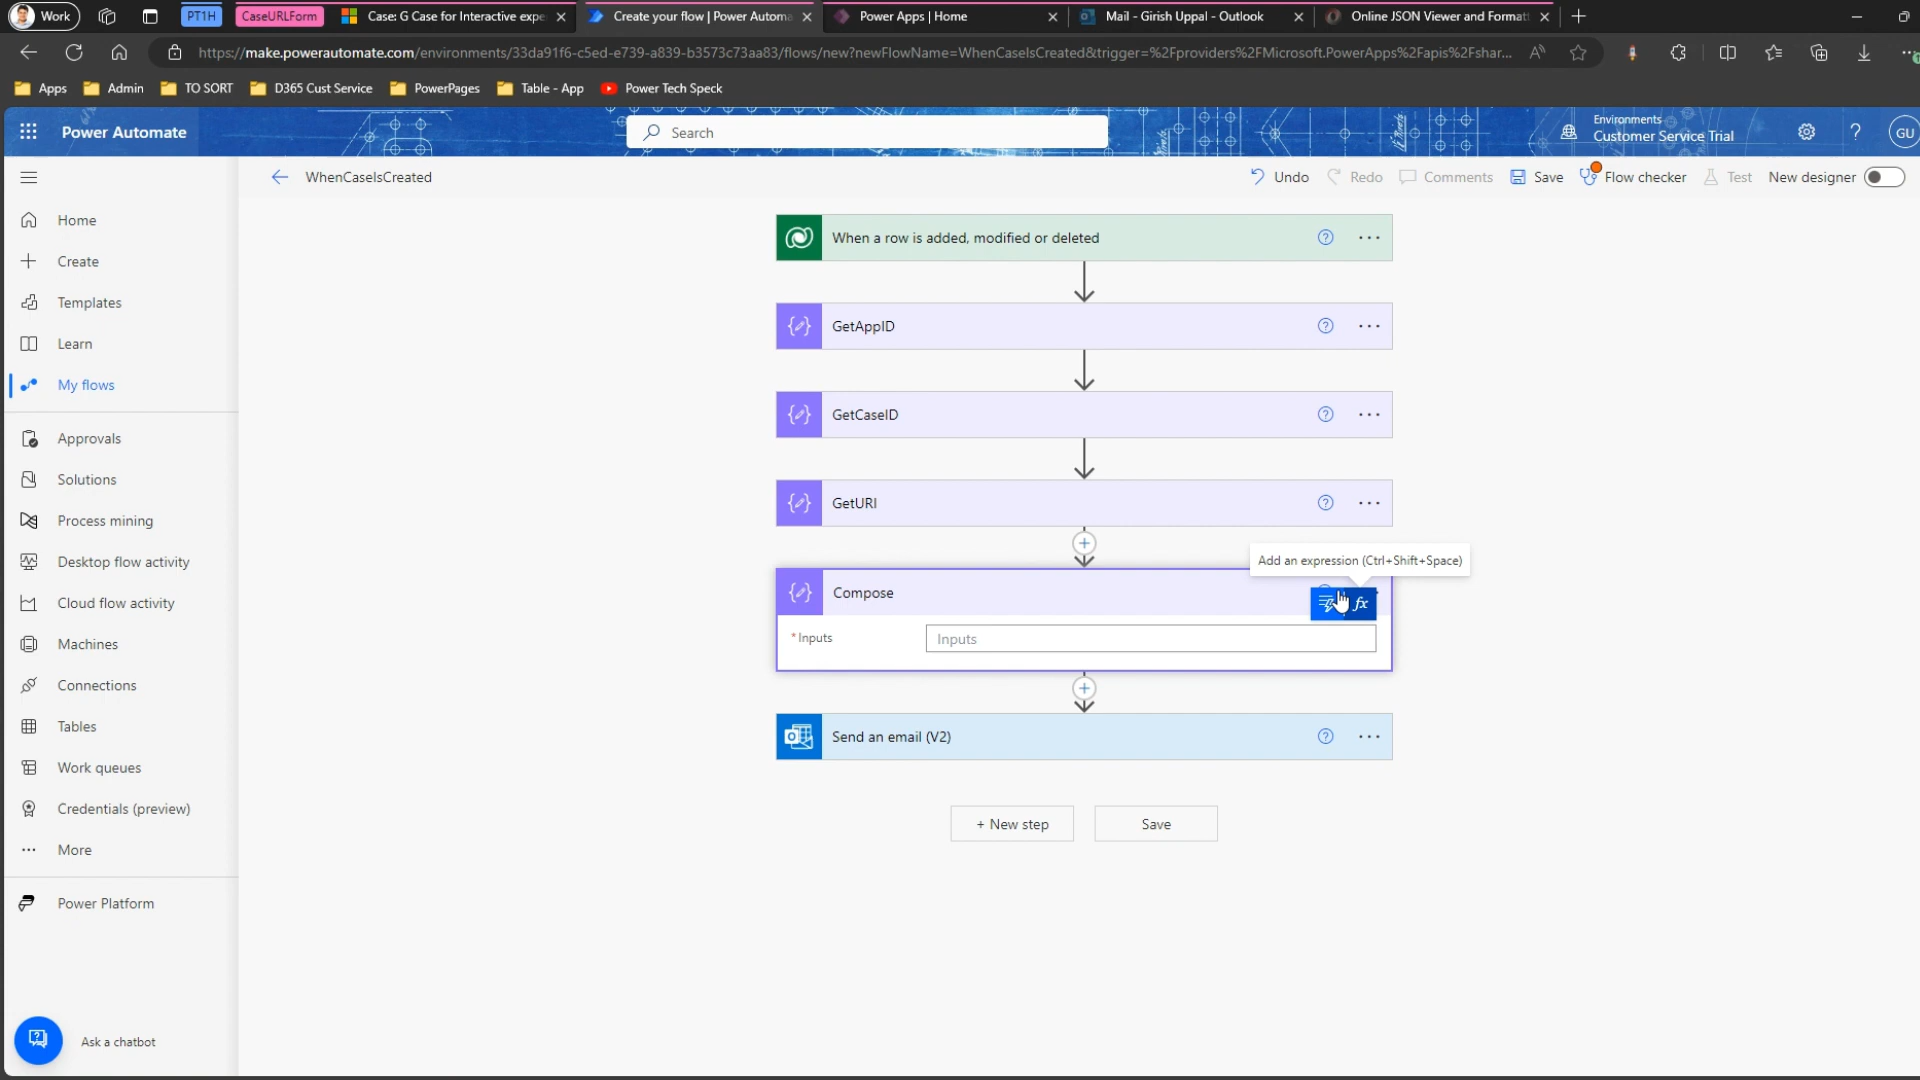 Work
PT1H
CaseURLForm
Case: G Case for Interactive expe
Create your flow | Power Automa
Power Apps | Home
Mail - Girish Uppal - Outlook
Online JSON Viewer and Formatt
https://make.powerautomate.com/environments/33da91f6-c5ed-e739-a839-b3573c73aa83/flows/new?newFlowName=WhenCaseIsCreated&trigger=%2Fproviders%2FMicrosoft.PowerApps%2Fapis%2Fshar...
Apps
Admin
TO SORT
D365 Cust Service
PowerPages
Table - App
Power Tech Speck
Power Automate
Search
Environments
Customer Service Trial
GU
WhenCaseIsCreated
Undo
Redo
Comments
Save
Flow checker
Test
New designer
Home
Create
Templates
Learn
My flows
Approvals
Solutions
Process mining
Desktop flow activity
Cloud flow activity
Machines
Connections
Tables
Work queues
Credentials (preview)
More
Power Platform
Ask a chatbot
When a row is added, modified or deleted
GetAppID
GetCaseID
GetURI
Add an expression (Ctrl+Shift+Space)
Compose
fx
* Inputs
Inputs
Send an email (V2)
+ New step
Save